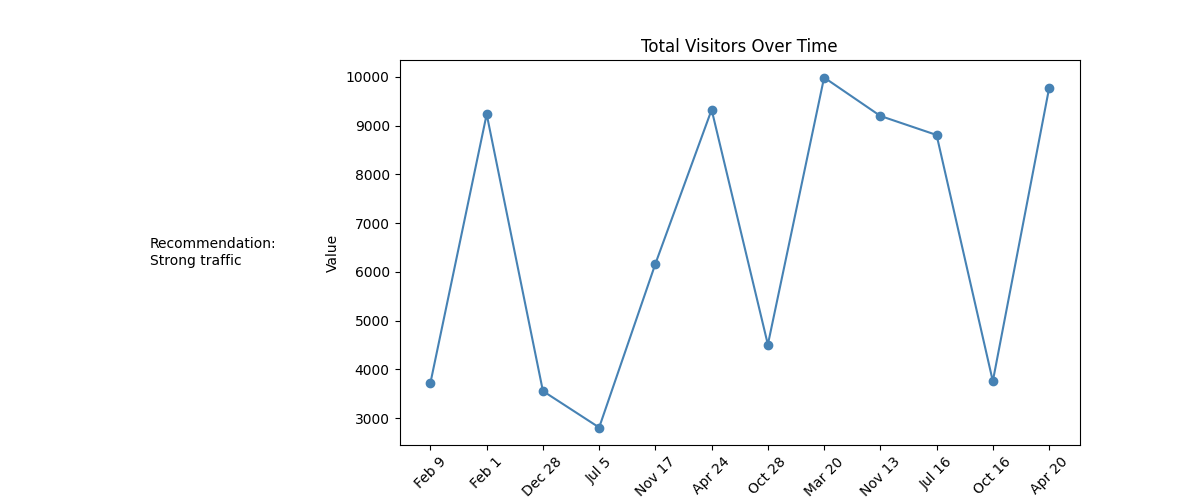 Total Visitors Over Time
Recommendation:
Strong traffic
Value
10000
9000
8000
7000
6000
5000
4000
3000
Feb 9
Feb 1
Dec 28
Jul 5
Nov 17
Apr 24
Oct 28
Mar 20
Nov 13
Jul 16
Oct 16
Apr 20